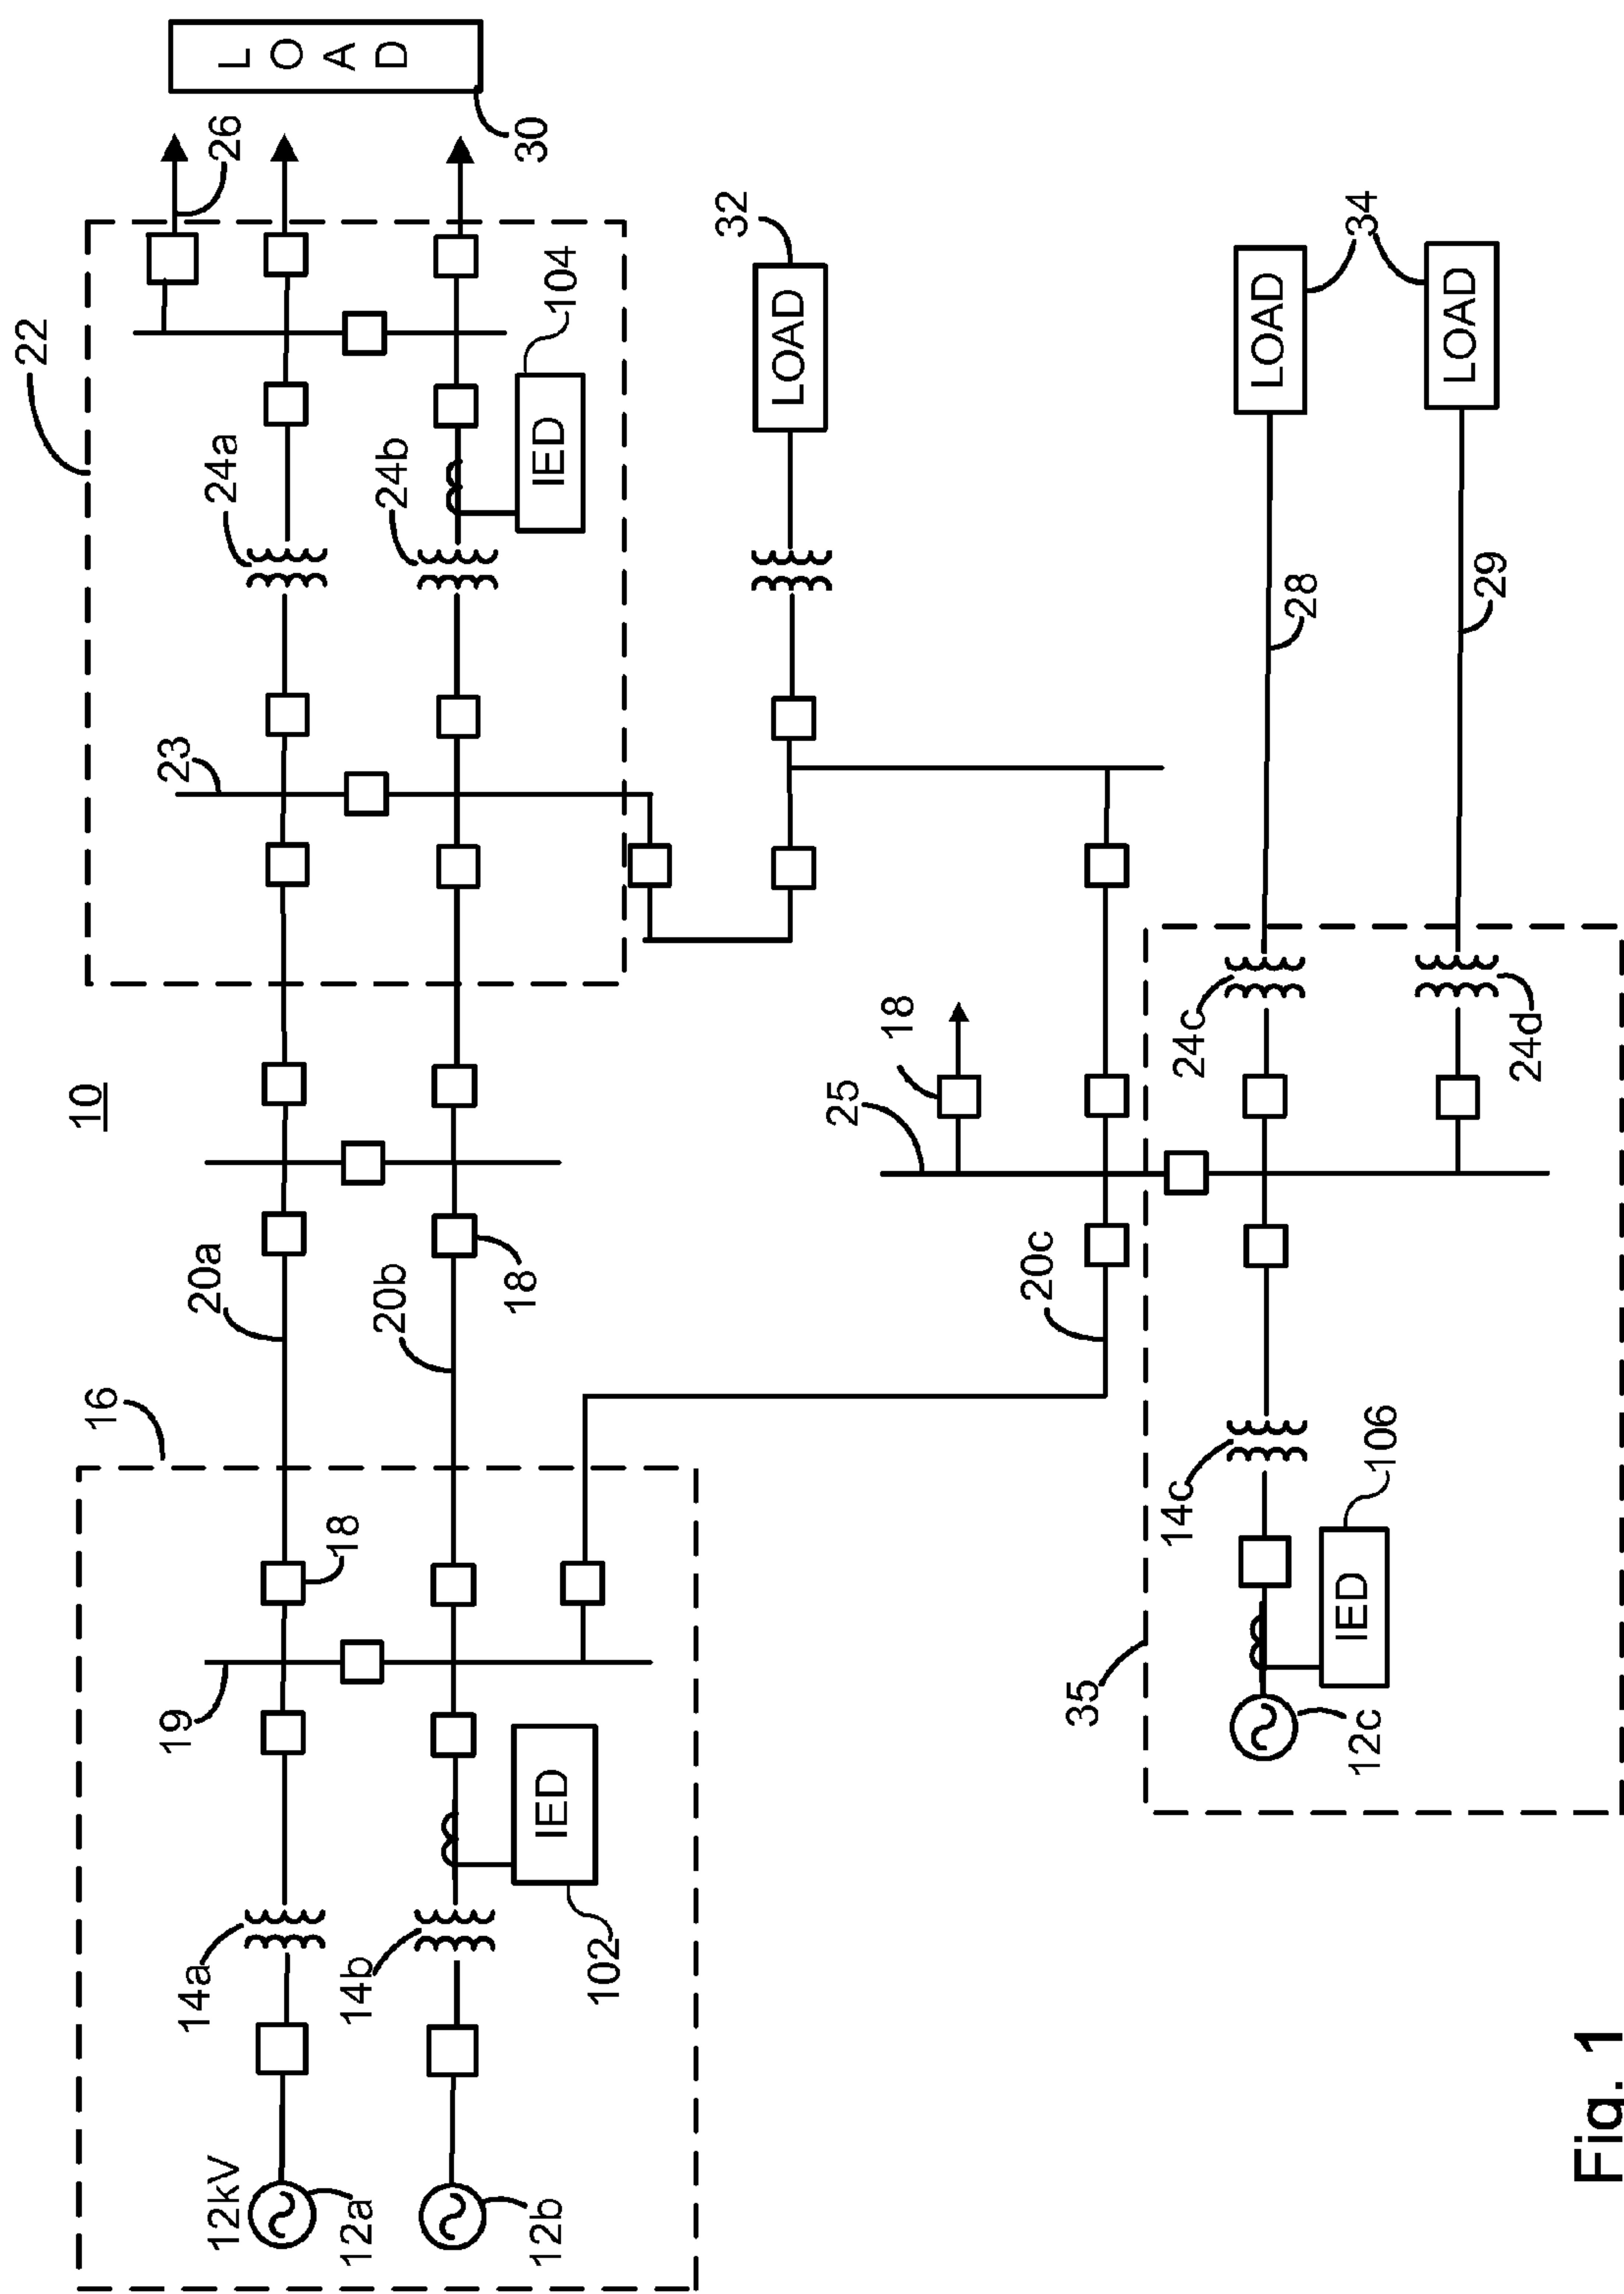 10
16
22
12kV
12a
14a
19
18
20a
23
24a
26
LOAD
30
12b
14b
102
IED
20b
18
24b
IED
104
32
LOAD
25
18
20c
35
12c
IED
106
14c
24c
24d
28
29
LOAD
LOAD
34
Fig. 1